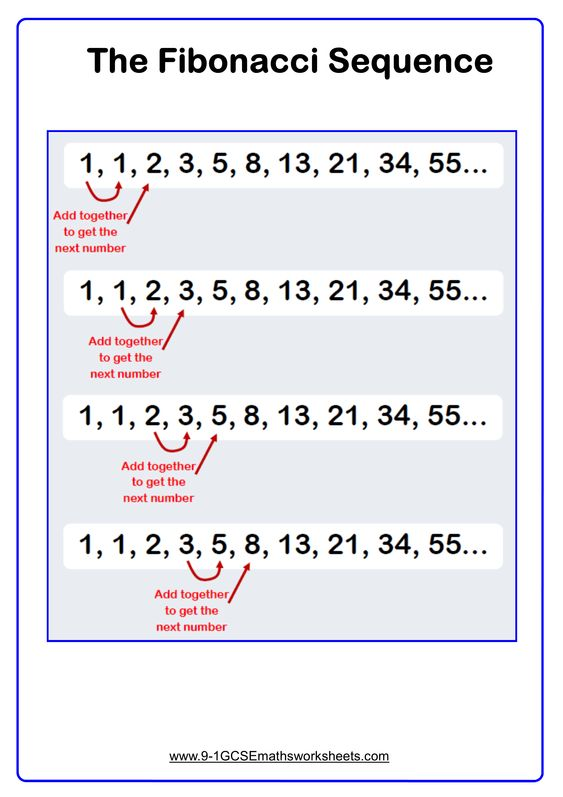 The Fibonacci Sequence
1, 1, 2, 3, 5, 8, 13, 21, 34, 55...
Add together
to get the
next number
1, 1, 2, 3, 5, 8, 13, 21, 34, 55...
Add together
to get the
next number
1, 1, 2, 3, 5, 8, 13, 21, 34, 55...
Add together
to get the
next number
1, 1, 2, 3, 5, 8, 13, 21, 34, 55...
Add together
to get the
next number
www.9-1GCSEmathsworksheets.com